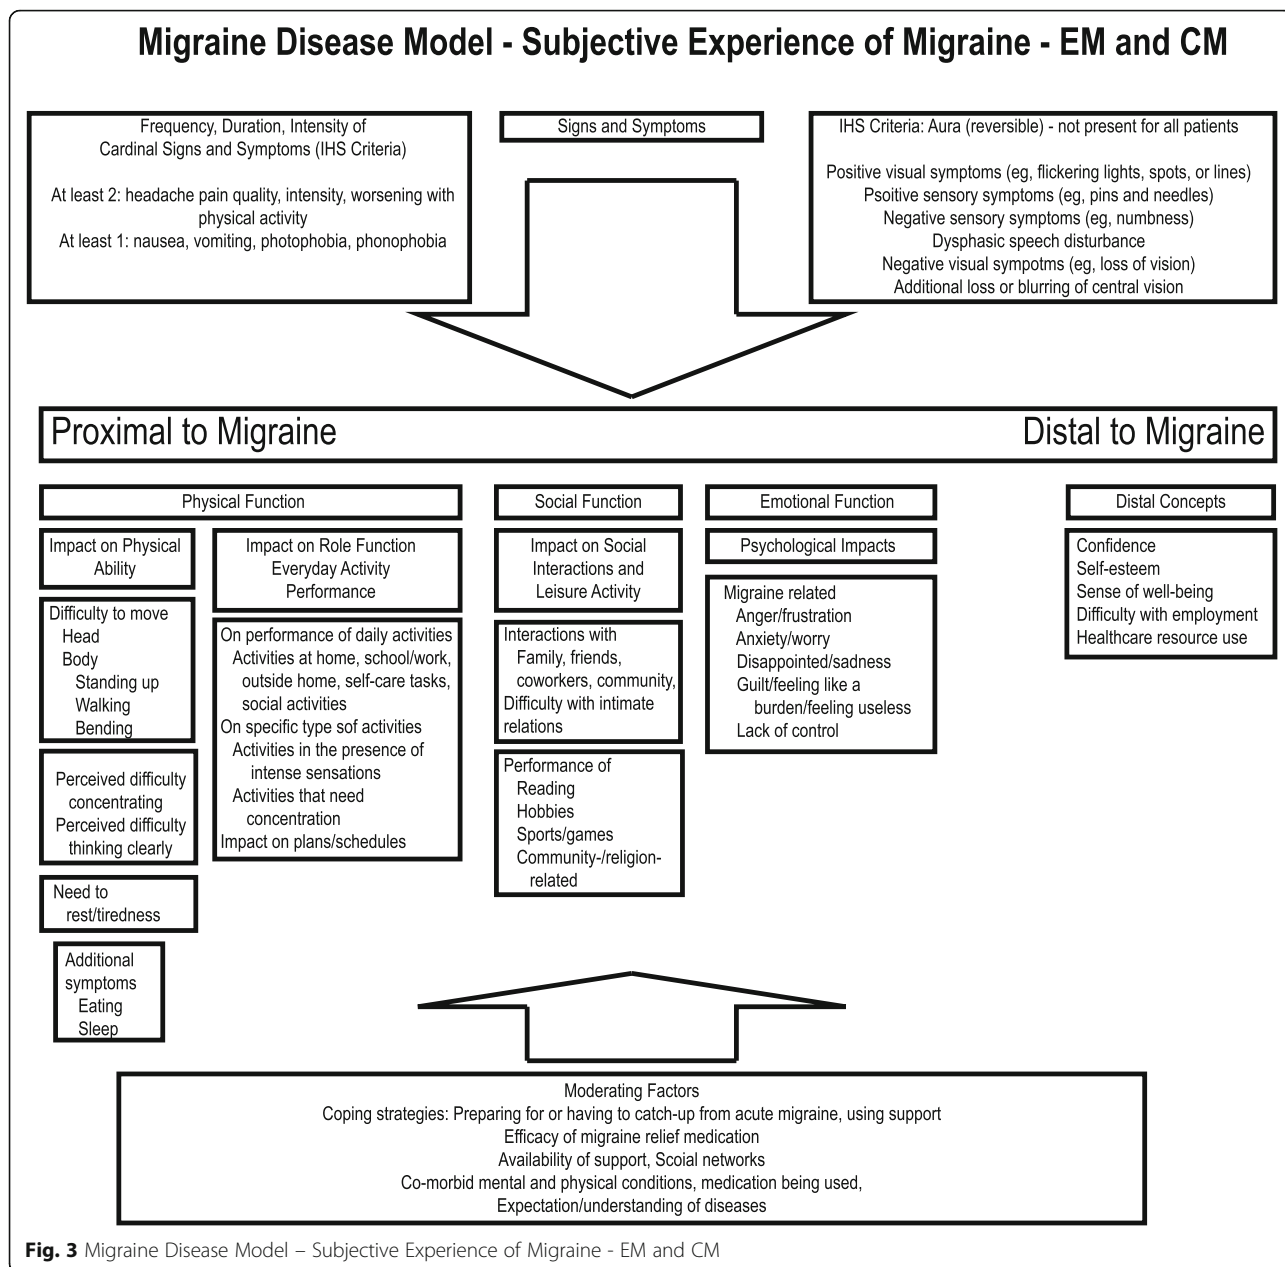 Migraine Disease Model - Subjective Experience of Migraine - EM and CM
Frequency, Duration, Intensity of
Cardinal Signs and Symptoms (IHS Criteria)
At least 2: headache pain quality, intensity, worsening with
physical activity
At least 1: nausea, vomiting, photophobia, phonophobia
Signs and Symptoms
IHS Criteria: Aura (reversible) - not present for all patients
Positive visual symptoms (eg, flickering lights, spots, or lines)
Psoitive sensory symptoms (eg, pins and needles)
Negative sensory symptoms (eg, numbness)
Dysphasic speech disturbance
Negative visual sympotms (eg, loss of vision)
Additional loss or blurring of central vision
Proximal to Migraine
Distal to Migraine
Physical Function
Impact on Physical
Ability
Difficulty to move
Head
Body
Standing up
Walking
Bending
Perceived difficulty
concentrating
Perceived difficulty
thinking clearly
Need to
rest/tiredness
Additional
symptoms
Eating
Sleep
Impact on Role Function
Everyday Activity
Performance
On performance of daily activities
Activities at home, school/work,
outside home, self-care tasks,
social activities
On specific type sof activities
Activities in the presence of
intense sensations
Activities that need
concentration
Impact on plans/schedules
Social Function
Impact on Social
Interactions and
Leisure Activity
Interactions with
Family, friends,
coworkers, community,
Difficulty with intimate
relations
Performance of
Reading
Hobbies
Sports/games
Community-/religion-
related
Emotional Function
Psychological Impacts
Migraine related
Anger/frustration
Anxiety/worry
Disappointed/sadness
Guilt/feeling like a
burden/feeling useless
Lack of control
Distal Concepts
Confidence
Self-esteem
Sense of well-being
Difficulty with employment
Healthcare resource use
Moderating Factors
Coping strategies: Preparing for or having to catch-up from acute migraine, using support
Efficacy of migraine relief medication
Availability of support, Scoial networks
Co-morbid mental and physical conditions, medication being used,
Expectation/understanding of diseases
Fig. 3 Migraine Disease Model – Subjective Experience of Migraine - EM and CM